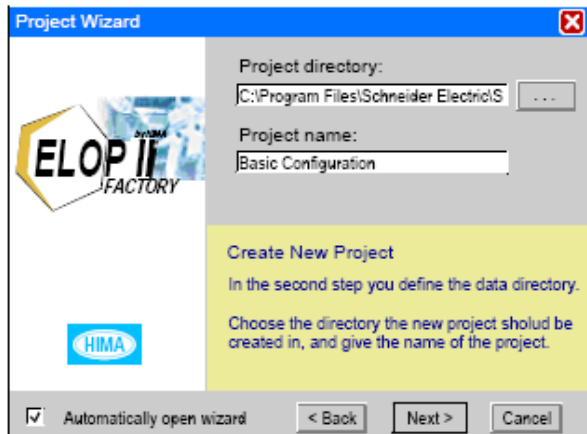 Project Wizard
Project directory:
C:\Program Files\Schneider Electric\S
...
Project name:
Basic Configuration
by HIMA
ELOP II
FACTORY
Create New Project
In the second step you define the data directory.
Choose the directory the new project sholud be
created in, and give the name of the project.
HIMA
Automatically open wizard
< Back
Next >
Cancel